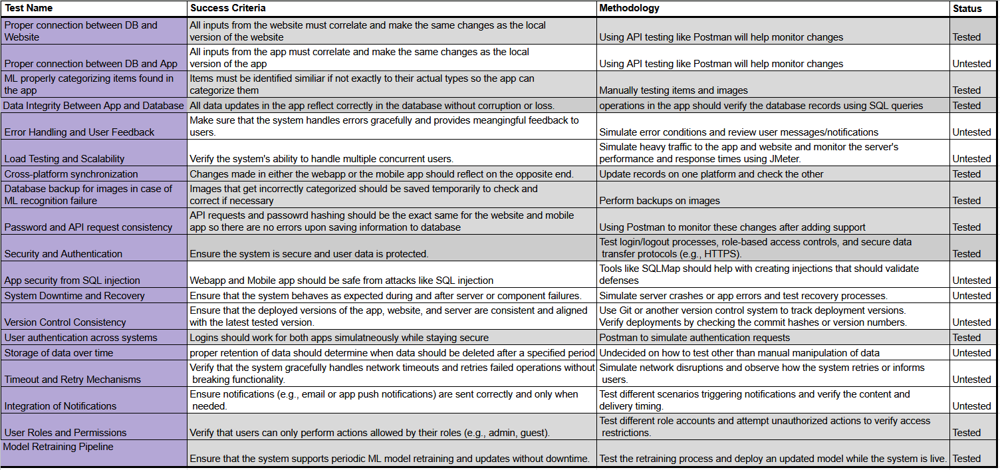 Test Name Success Criteria Methodology Status
Proper connection between DB and
Website
All inputs from the website must correlate and make the same changes as the local
version of the website
Using API testing like Postman will help monitor changes
Tested
Proper connection between DB and App
All inputs from the app must correlate and make the same changes as the local
version of the app
Using API testing like Postman will help monitor changes
Untested
ML properly categorizing items found in
the app
Items must be identified similiar if not exactly to their actual types so the app can
categorize them
Manually testing items and images
Tested
Data Integrity Between App and Database
All data updates in the app reflect correctly in the database without corruption or loss.
operations in the app should verify the database records using SQL queries
Tested
Error Handling and User Feedback
Make sure that the system handles errors gracefully and provides meangingful feedback to
users.
Simulate error conditions and review user messages/notifications
Untested
Load Testing and Scalability
Verify the system's ability to handle multiple concurrent users.
Simulate heavy traffic to the app and website and monitor the server's
performance and response times using JMeter.
Untested
Cross-platform synchronization
Changes made in either the webapp or the mobile app should reflect on the opposite end.
Update records on one platform and check the other
Tested
Database backup for images in case of
ML recognition failure
Images that get incorrectly categorized should be saved temporarily to check and
correct if necessary
Perform backups on images
Tested
Password and API request consistency
API requests and passowrd hashing should be the exact same for the website and mobile
app so there are no errors upon saving information to database
Using Postman to monitor these changes after adding support
Tested
Security and Authentication
Ensure the system is secure and user data is protected.
Test login/logout processes, role-based access controls, and secure data
transfer protocols (e.g., HTTPS).
Tested
App security from SQL injection
Webapp and Mobile app should be safe from attacks like SQL injection
Tools like SQLMap should help with creating injections that should validate
defenses
Untested
System Downtime and Recovery
Ensure that the system behaves as expected during and after server or component failures.
Simulate server crashes or app errors and test recovery processes.
Untested
Version Control Consistency
Ensure that the deployed versions of the app, website, and server are consistent and aligned
with the latest tested version.
Use Git or another version control system to track deployment versions.
Verify deployments by checking the commit hashes or version numbers.
Untested
User authentication across systems
Logins should work for both apps simulatneously while staying secure
Postman to simulate authentication requests
Tested
Storage of data over time
proper retention of data should determine when data should be deleted after a specified period
Undecided on how to test other than manual manipulation of data
Untested
Timeout and Retry Mechanisms
Verify that the system gracefully handles network timeouts and retries failed operations without
breaking functionality.
Simulate network disruptions and observe how the system retries or informs
users.
Untested
Integration of Notifications
Ensure notifications (e.g., email or app push notifications) are sent correctly and only when
needed.
Test different scenarios triggering notifications and verify the content and
delivery timing.
Untested
User Roles and Permissions
Verify that users can only perform actions allowed by their roles (e.g., admin, guest).
Test different role accounts and attempt unauthorized actions to verify access
restrictions.
Tested
Model Retraining Pipeline
Ensure that the system supports periodic ML model retraining and updates without downtime.
Test the retraining process and deploy an updated model while the system is live.
Tested